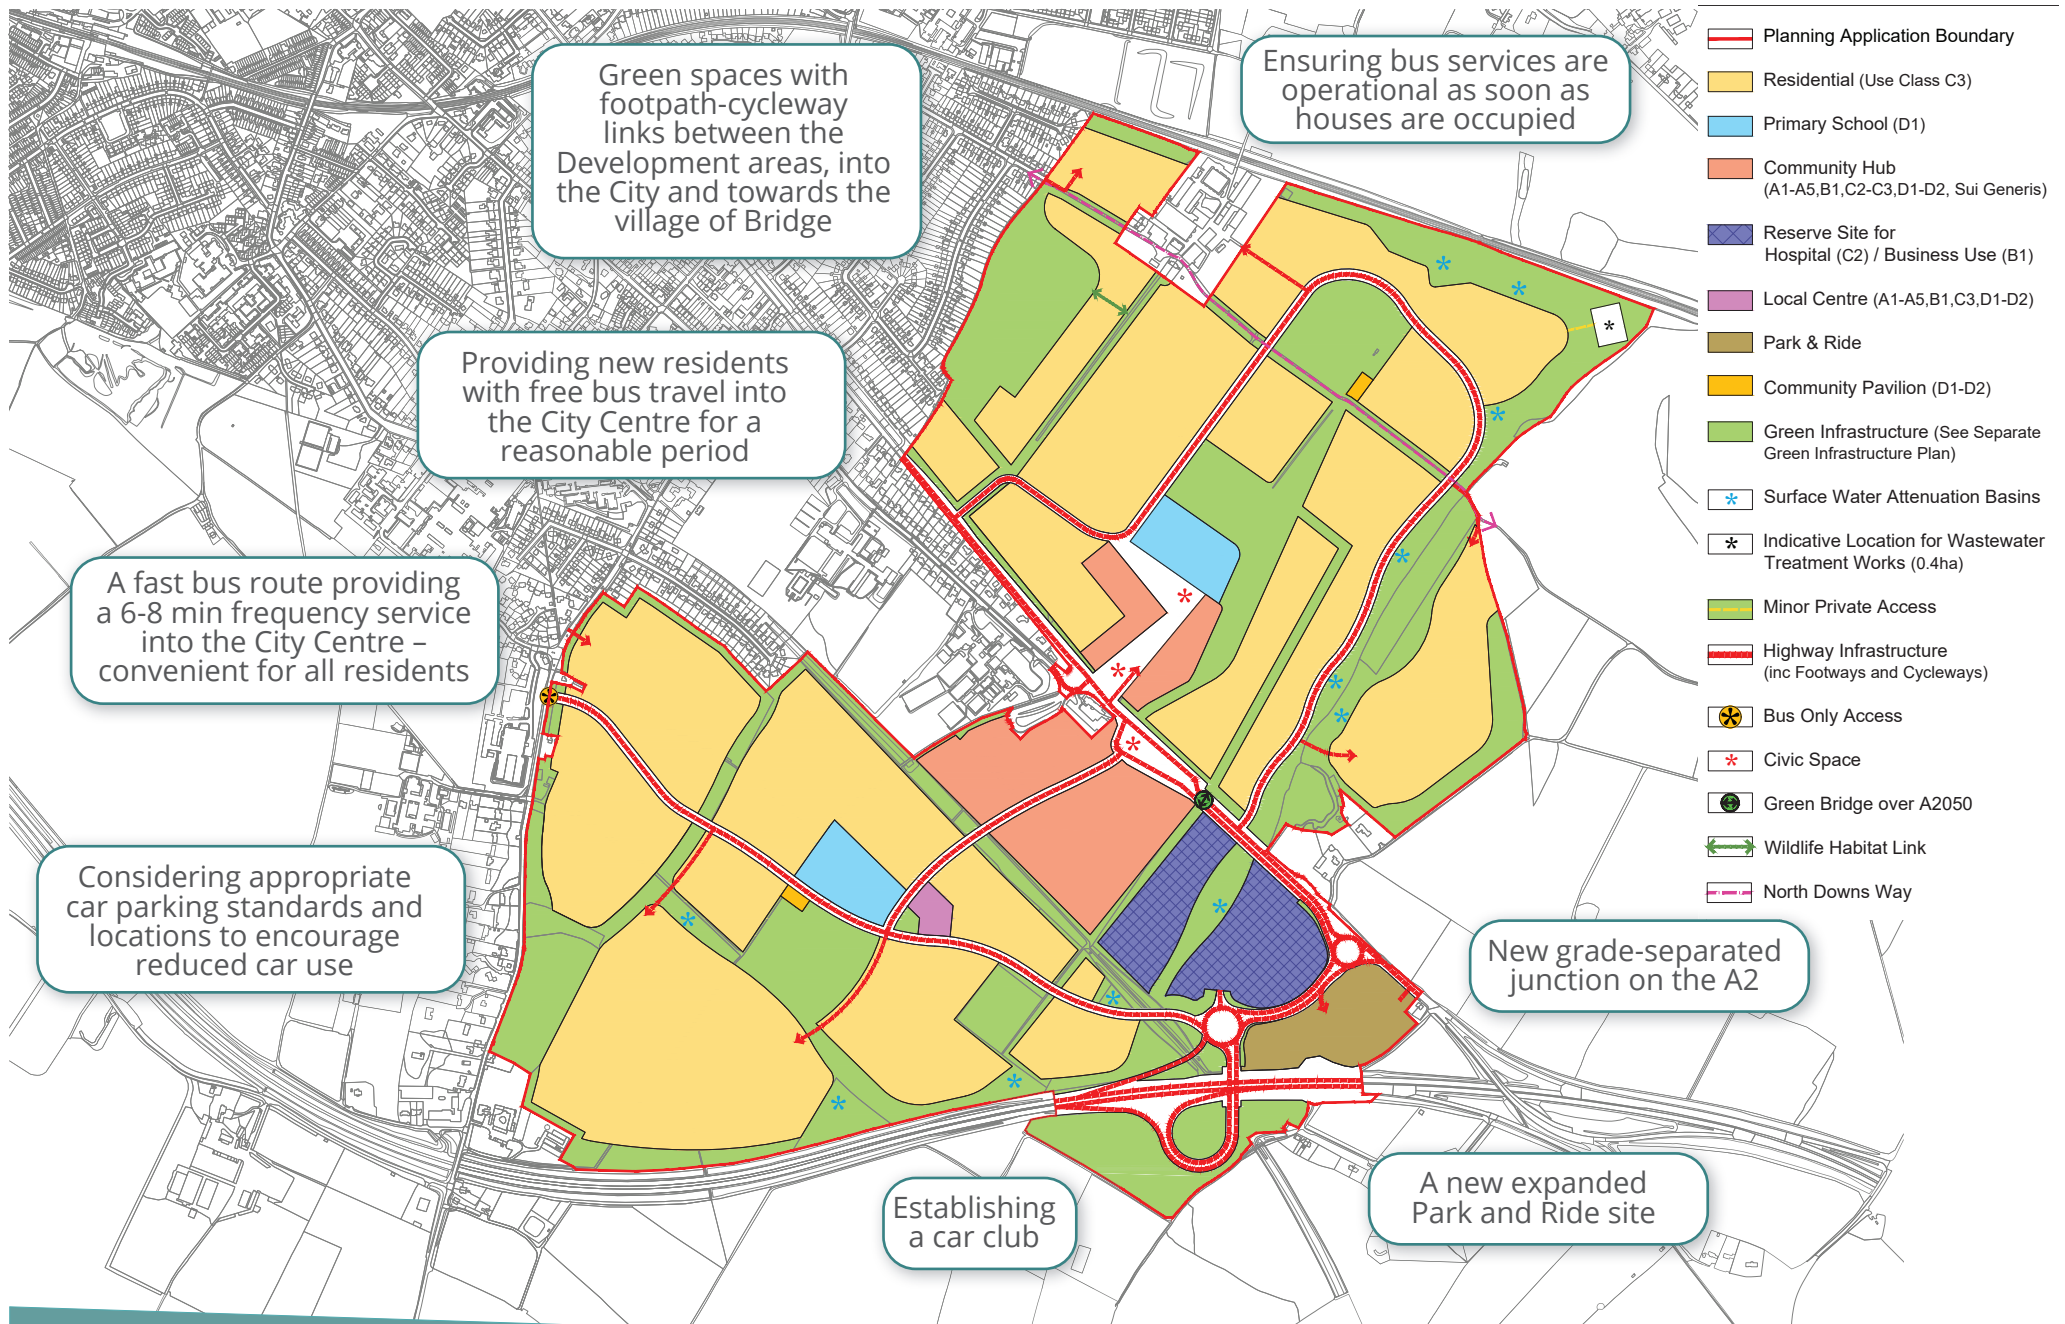 Green spaces with
footpath-cycleway
links between the
Development areas, into
the City and towards the
village of Bridge
Ensuring bus services are
operational as soon as
houses are occupied
Providing new residents
with free bus travel into
the City Centre for a
reasonable period
A fast bus route providing
a 6-8 min frequency service
into the City Centre –
convenient for all residents
Considering appropriate
car parking standards and
locations to encourage
reduced car use
New grade-separated
junction on the A2
A new expanded
Park and Ride site
Establishing
a car club
Planning Application Boundary
Residential (Use Class C3)
Primary School (D1)
Community Hub
(A1-A5,B1,C2-C3,D1-D2, Sui Generis)
Reserve Site for
Hospital (C2) / Business Use (B1)
Local Centre (A1-A5,B1,C3,D1-D2)
Park & Ride
Community Pavilion (D1-D2)
Green Infrastructure (See Separate
Green Infrastructure Plan)
Surface Water Attenuation Basins
Indicative Location for Wastewater
Treatment Works (0.4ha)
Minor Private Access
Highway Infrastructure
(inc Footways and Cycleways)
Bus Only Access
Civic Space
Green Bridge over A2050
Wildlife Habitat Link
North Downs Way